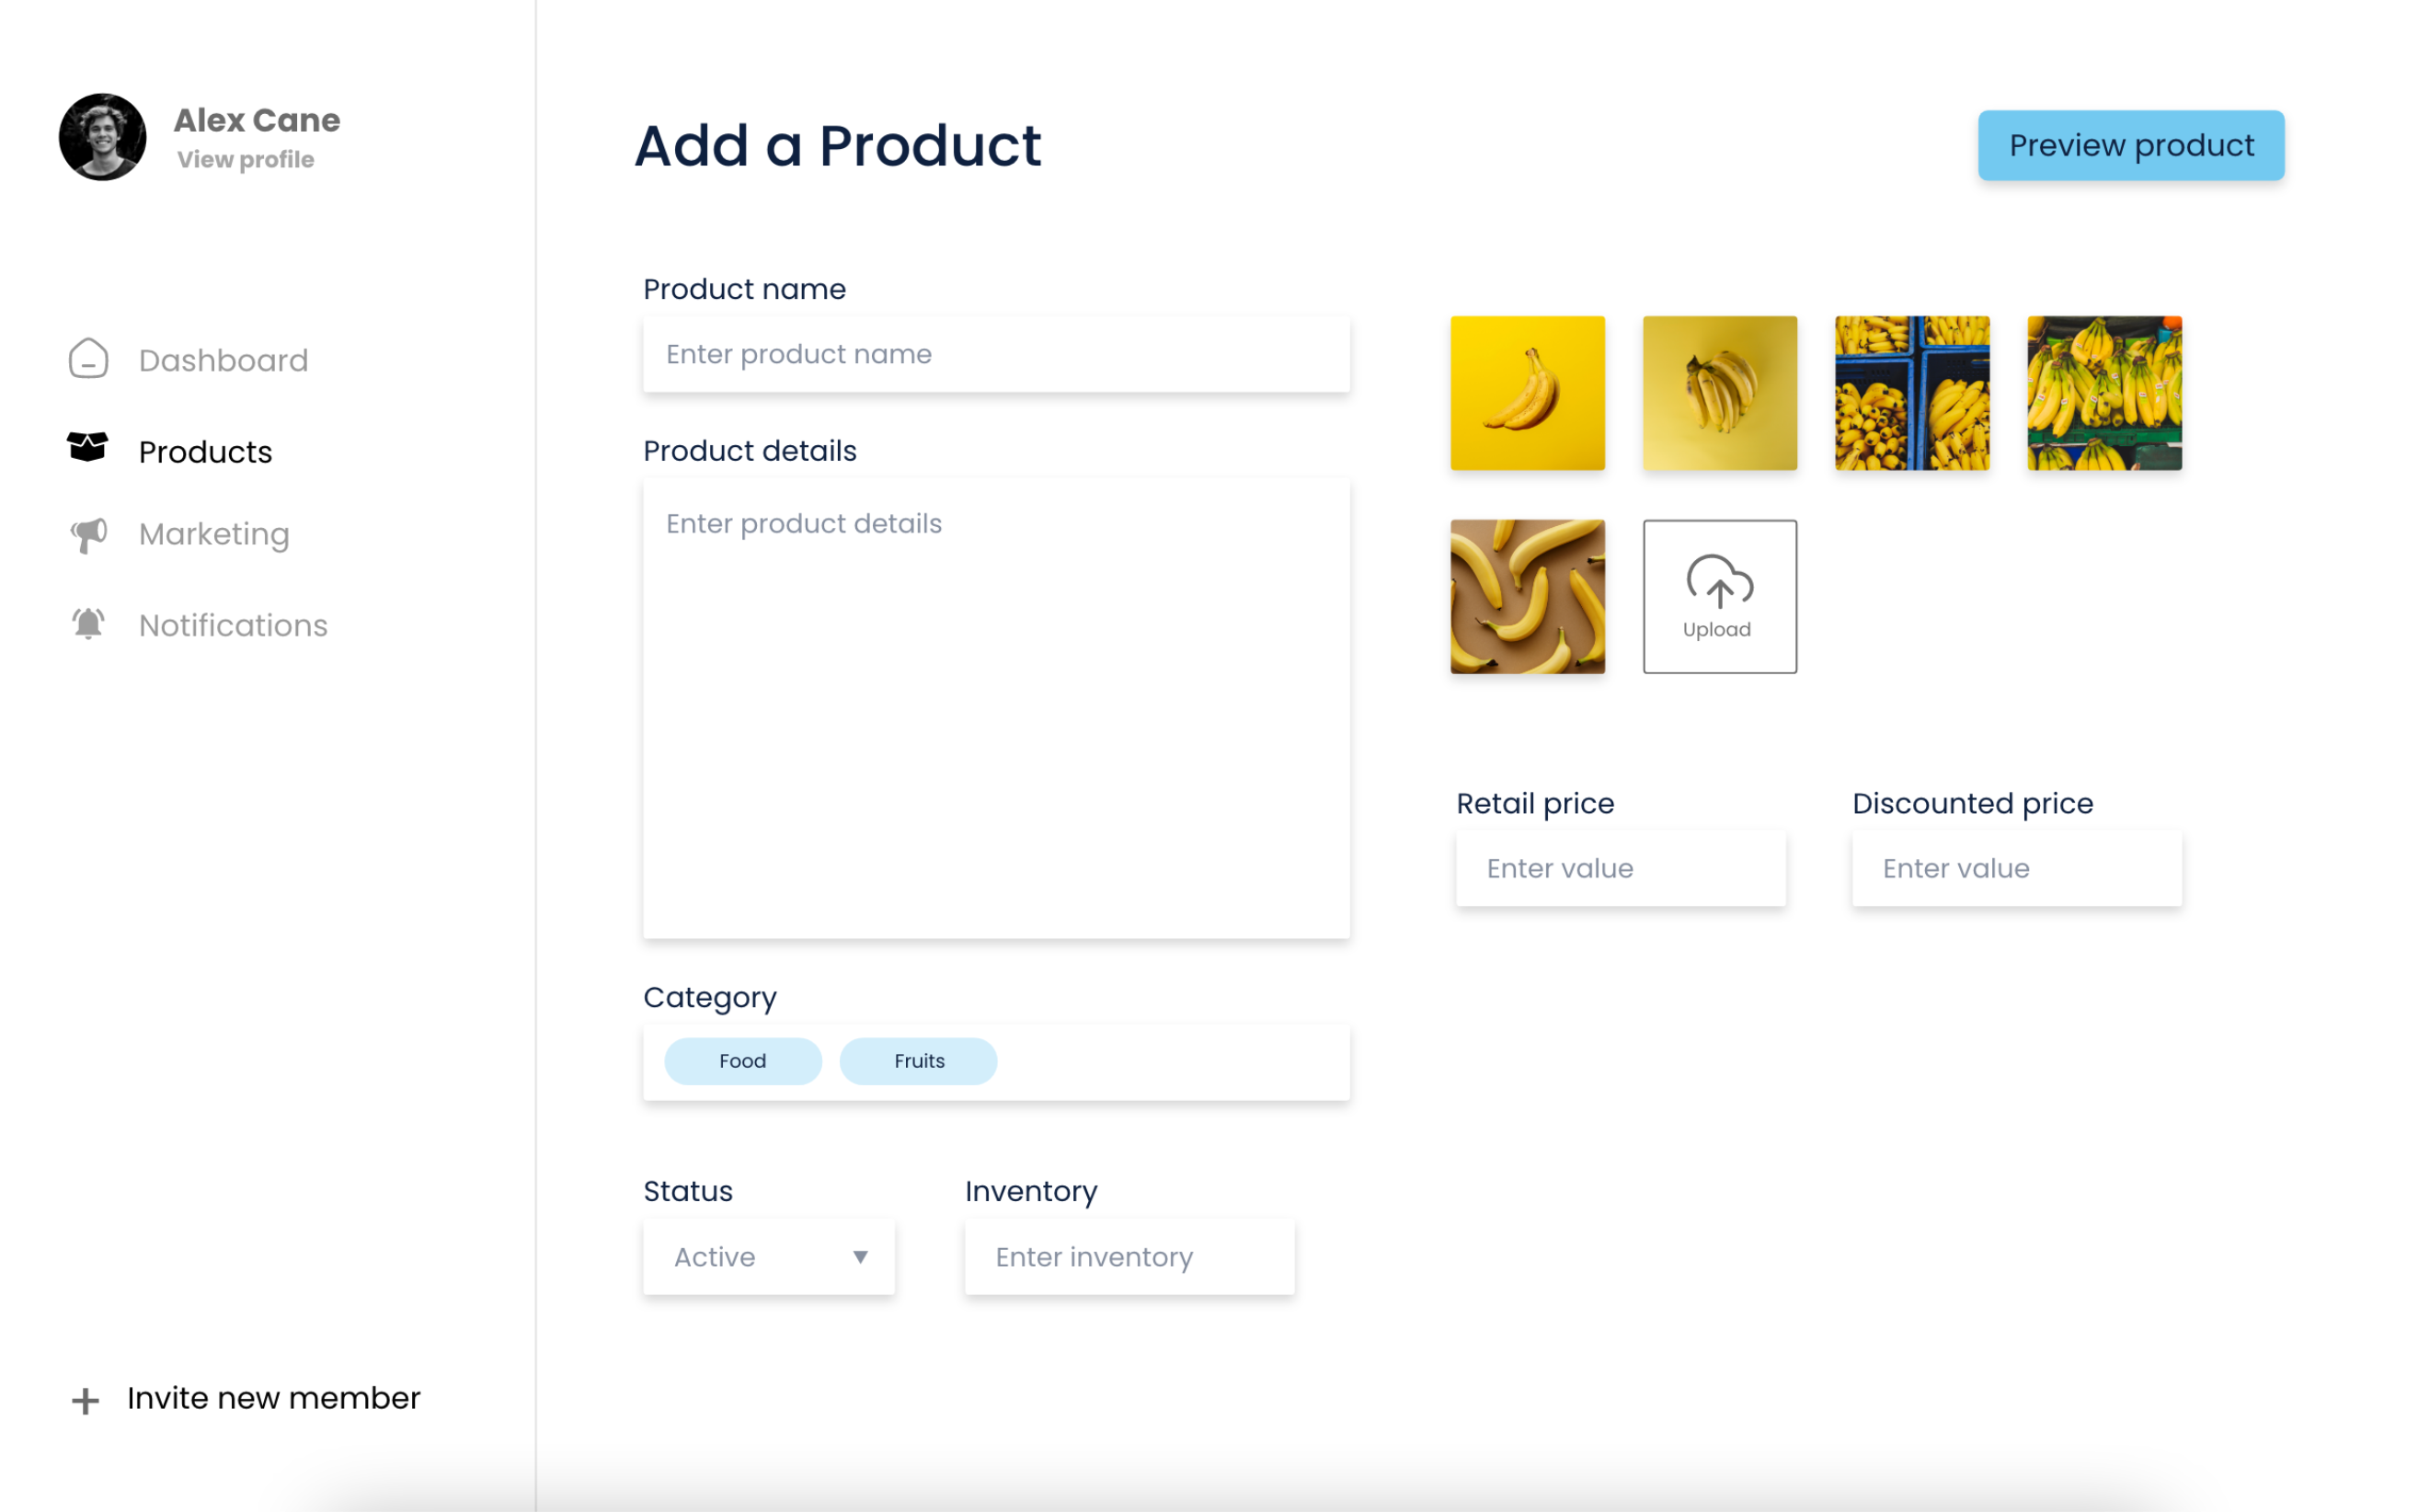 Alex Cane
View profile
Dashboard
Products
Marketing
Notifications
Invite new member
Add a Product
Preview product
Product name
Enter product name
Product details
Enter product details
Category
Food
Fruits
Status
Active
Inventory
Enter inventory
Upload
Retail price
Enter value
Discounted price
Enter value